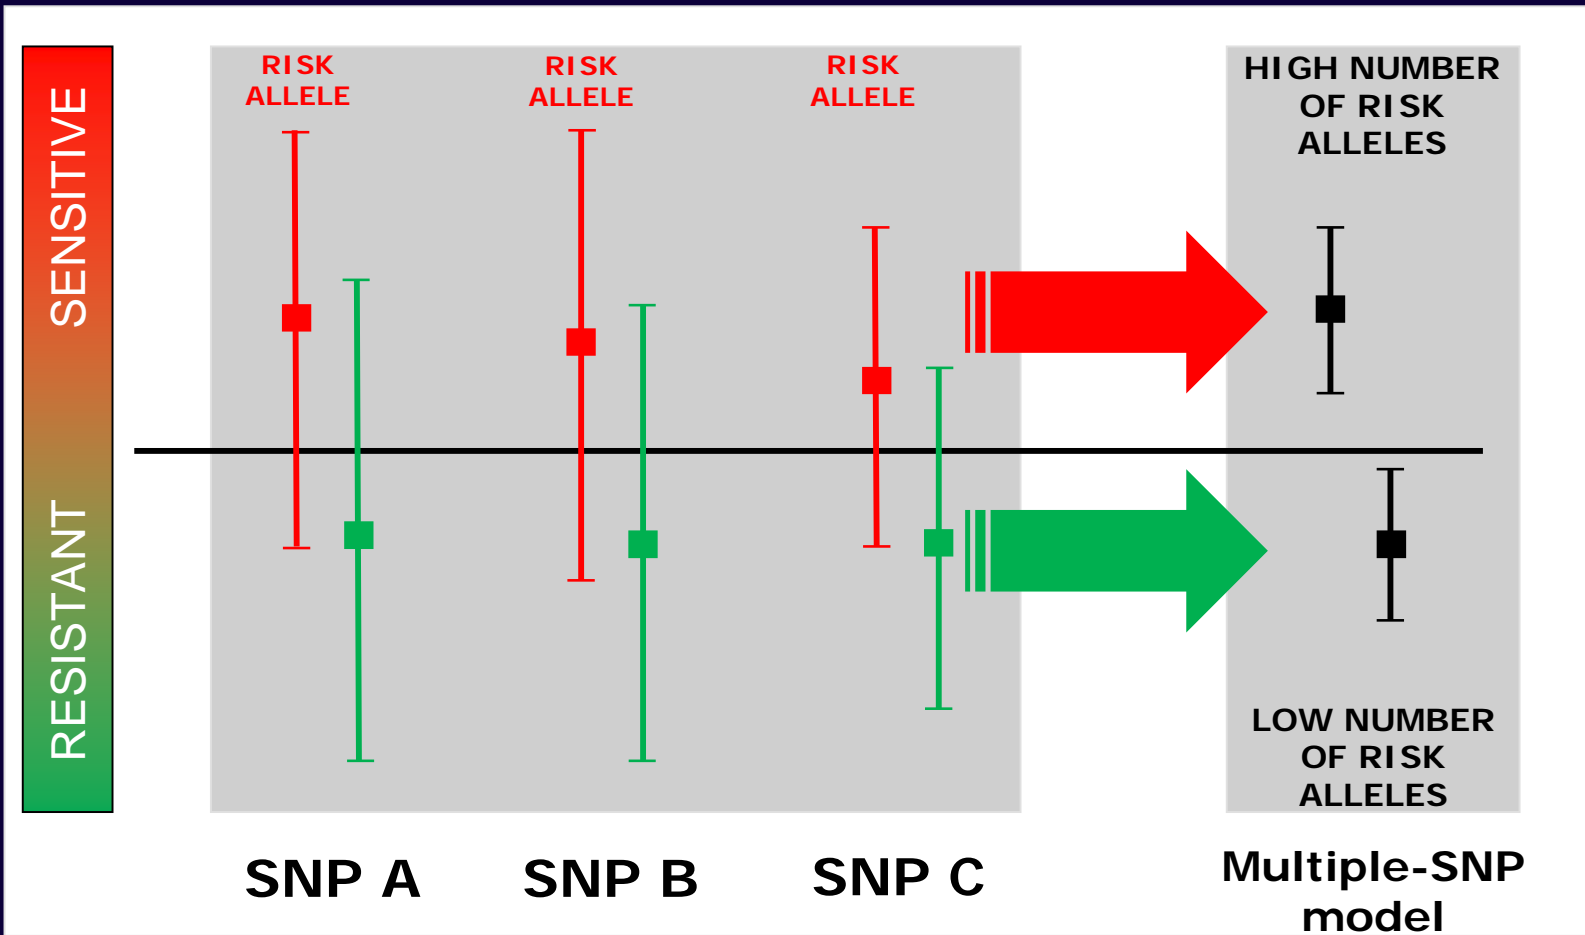 SENSITIVE
RESISTANT
RISK
ALLELE
RISK
ALLELE
RISK
ALLELE
HIGH NUMBER
OF RISK
ALLELES
LOW NUMBER
OF RISK
ALLELES
SNP A
SNP B
SNP C
Multiple-SNP
model